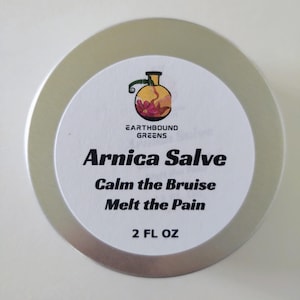 EARTHBOUND
GREENS
Arnica Salve
Calm the Bruise
Melt the Pain
2 FL OZ